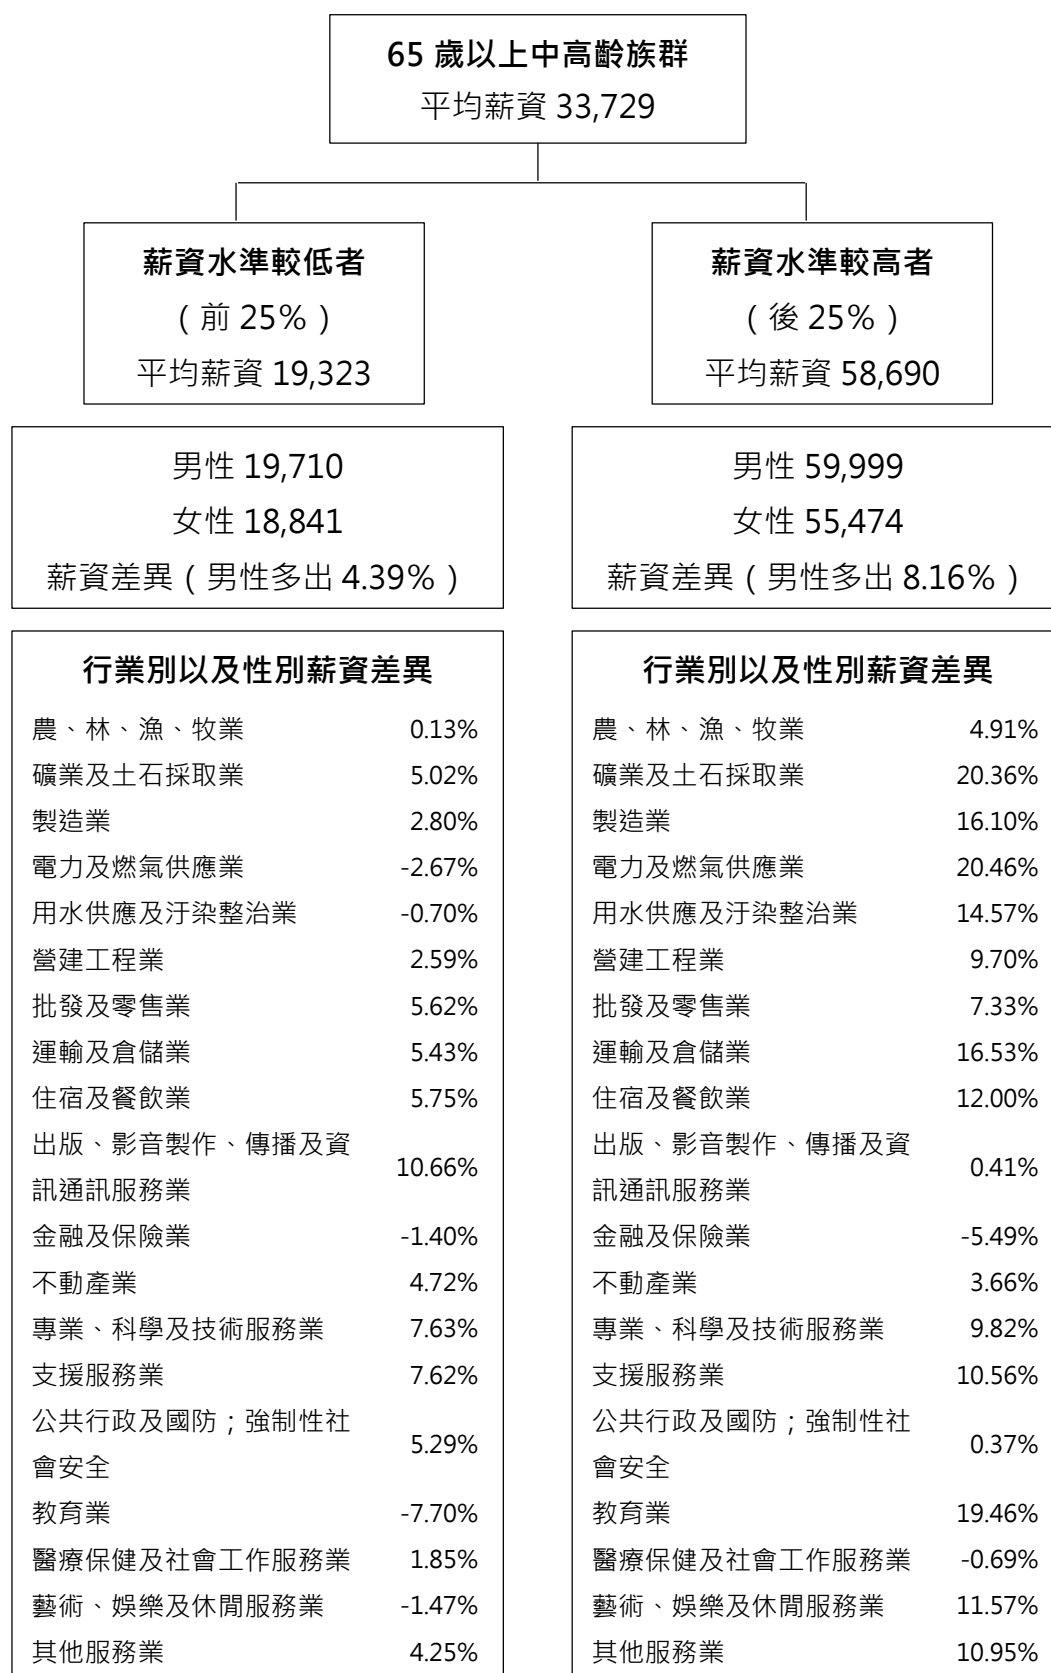 65 歲以上中高齡族群
平均薪資 33,729
薪資水準較低者
（前 25%）
平均薪資 19,323
薪資水準較高者
（後 25%）
平均薪資 58,690
男性 19,710
女性 18,841
薪資差異（男性多出 4.39%）
男性 59,999
女性 55,474
薪資差異（男性多出 8.16%）
行業別以及性別薪資差異
農、林、漁、牧業 0.13%
礦業及土石採取業 5.02%
製造業 2.80%
電力及燃氣供應業 -2.67%
用水供應及汙染整治業 -0.70%
營建工程業 2.59%
批發及零售業 5.62%
運輸及倉儲業 5.43%
住宿及餐飲業 5.75%
出版、影音製作、傳播及資
訊通訊服務業 10.66%
金融及保險業 -1.40%
不動產業 4.72%
專業、科學及技術服務業 7.63%
支援服務業 7.62%
公共行政及國防；強制性社
會安全 5.29%
教育業 -7.70%
醫療保健及社會工作服務業 1.85%
藝術、娛樂及休閒服務業 -1.47%
其他服務業 4.25%
行業別以及性別薪資差異
農、林、漁、牧業 4.91%
礦業及土石採取業 20.36%
製造業 16.10%
電力及燃氣供應業 20.46%
用水供應及汙染整治業 14.57%
營建工程業 9.70%
批發及零售業 7.33%
運輸及倉儲業 16.53%
住宿及餐飲業 12.00%
出版、影音製作、傳播及資
訊通訊服務業 0.41%
金融及保險業 -5.49%
不動產業 3.66%
專業、科學及技術服務業 9.82%
支援服務業 10.56%
公共行政及國防；強制性社
會安全 0.37%
教育業 19.46%
醫療保健及社會工作服務業 -0.69%
藝術、娛樂及休閒服務業 11.57%
其他服務業 10.95%